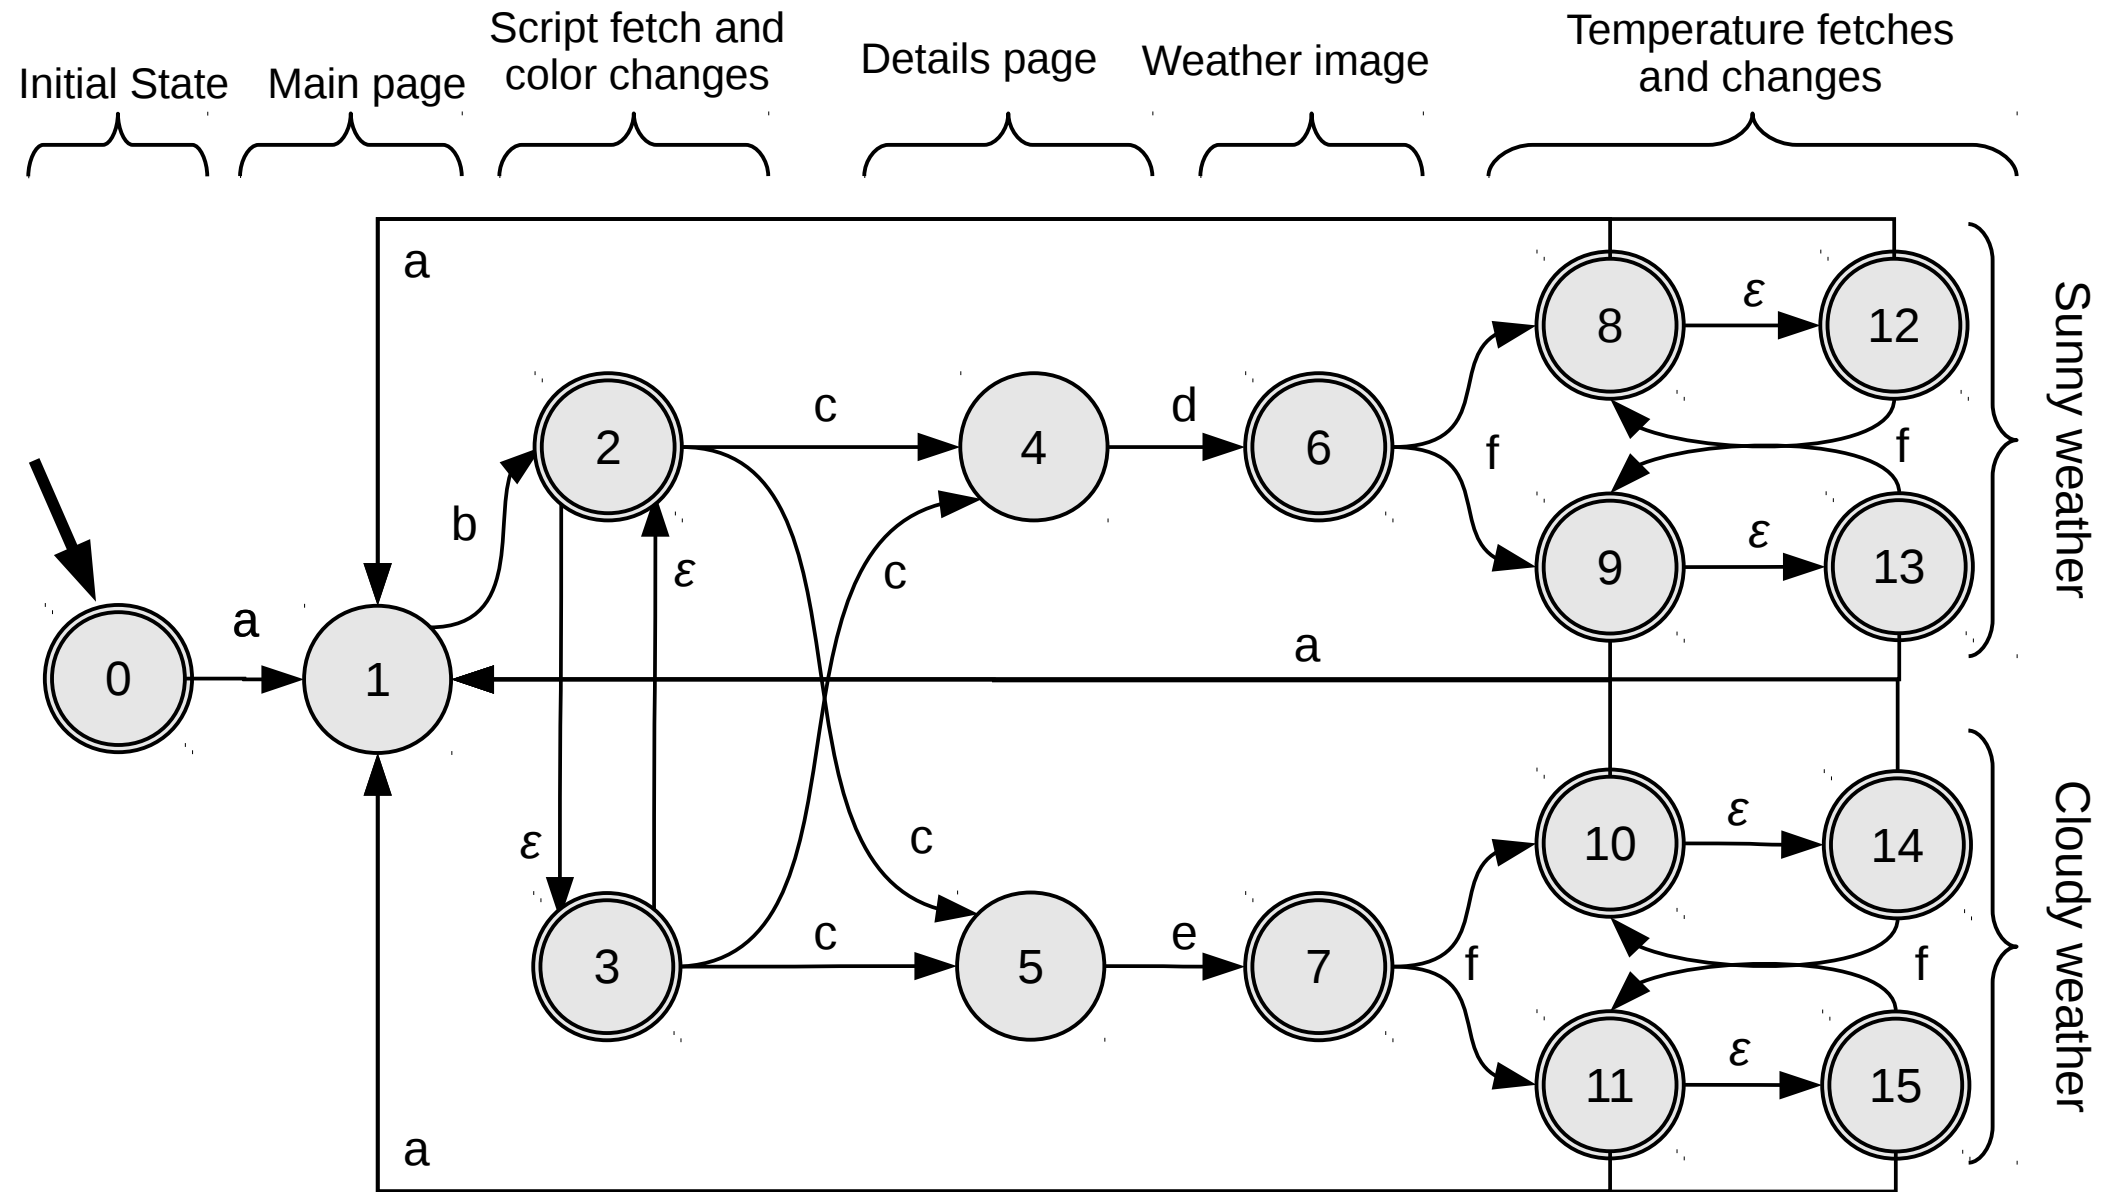 Script fetch and
color changes
Temperature fetches
and changes
Initial State
Main page
Details page
Weather image
a
8
ε
12
Sunny weather
2
c
4
d
6
f
f
b
ε
c
9
ε
13
0
a
1
a
ε
c
10
ε
14
Cloudy weather
3
c
5
e
7
f
f
11
ε
15
a